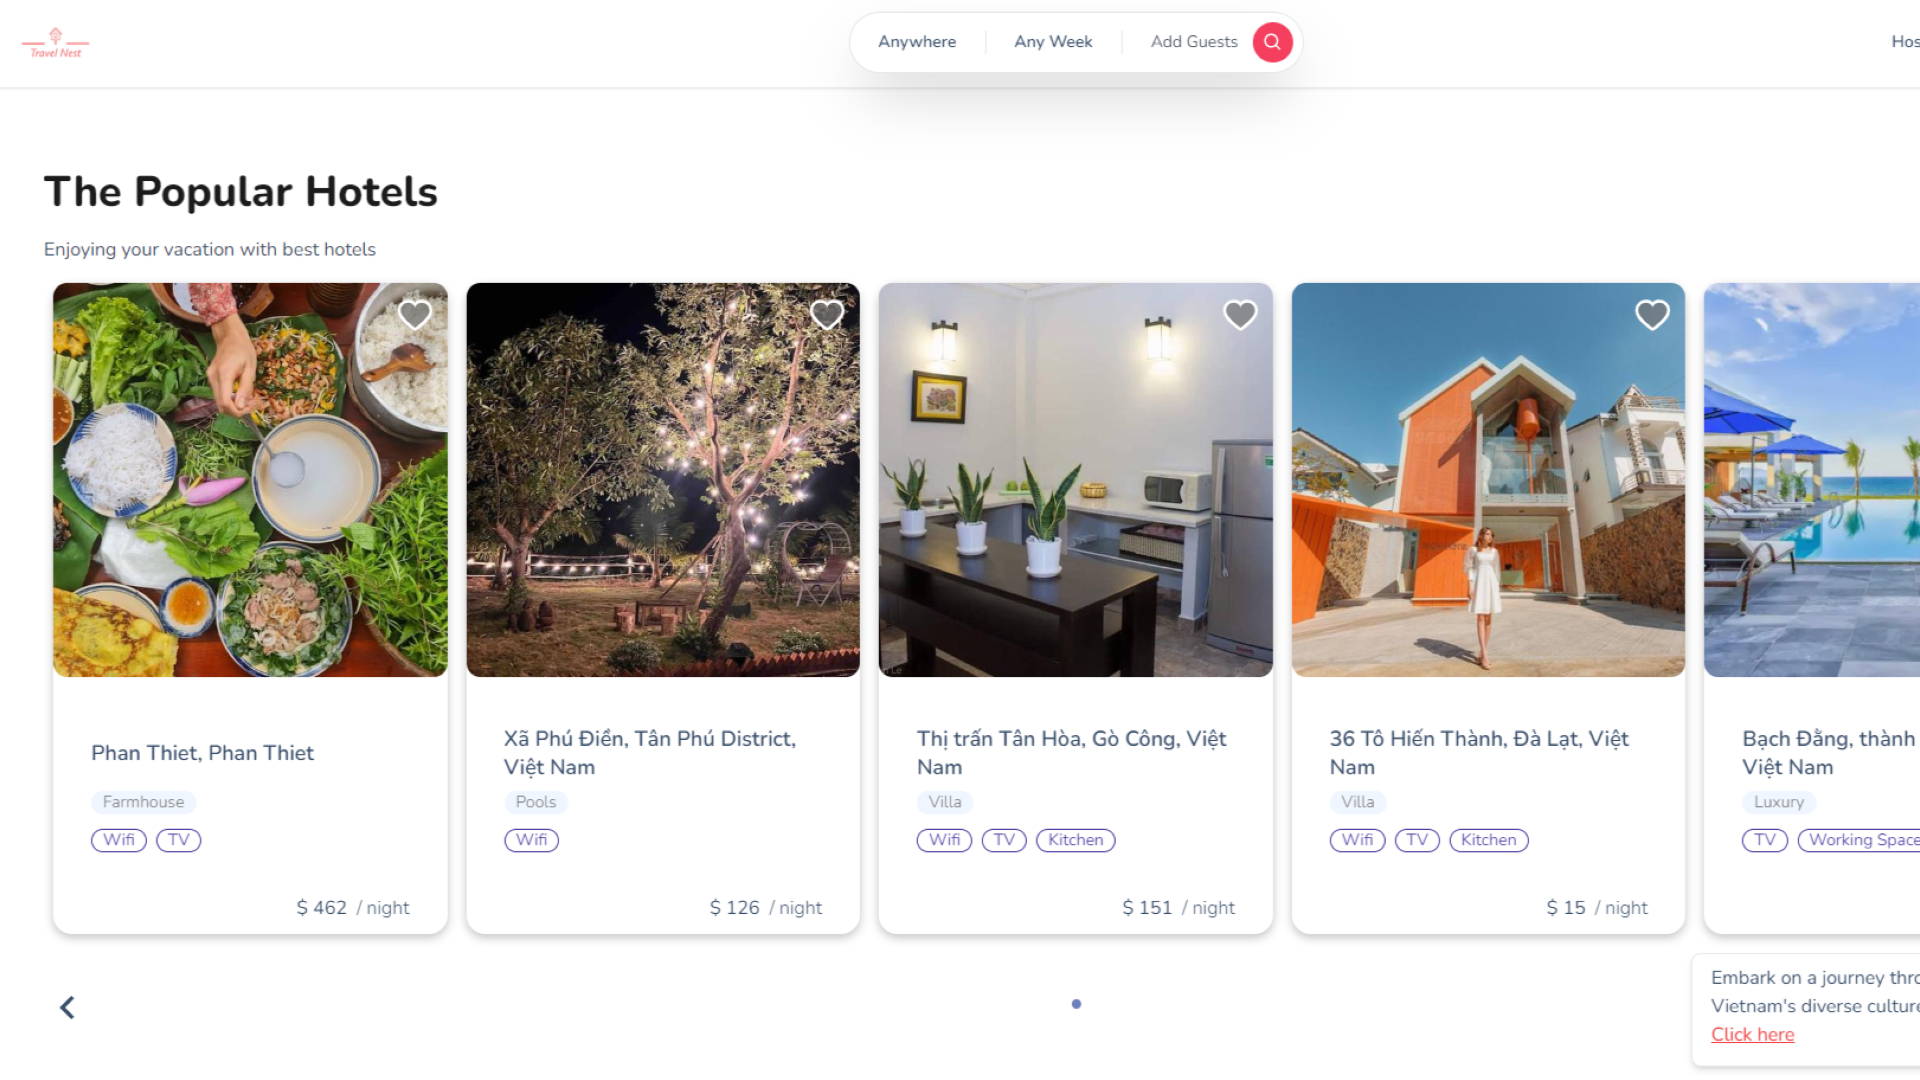 Travel Nest
Anywhere
Any Week
Add Guests
Hos
The Popular Hotels
Enjoying your vacation with best hotels
Phan Thiet, Phan Thiet
Farmhouse
Wifi
TV
$ 462 / night
Xã Phú Điền, Tân Phú District,
Việt Nam
Pools
Wifi
$ 126 / night
Thị trấn Tân Hòa, Gò Công, Việt
Nam
Villa
Wifi
TV
Kitchen
$ 151 / night
36 Tô Hiến Thành, Đà Lạt, Việt
Nam
Villa
Wifi
TV
Kitchen
$ 15 / night
Bạch Đằng, thành
Việt Nam
Luxury
TV
Working Space
Embark on a journey thro
Vietnam's diverse culture
Click here